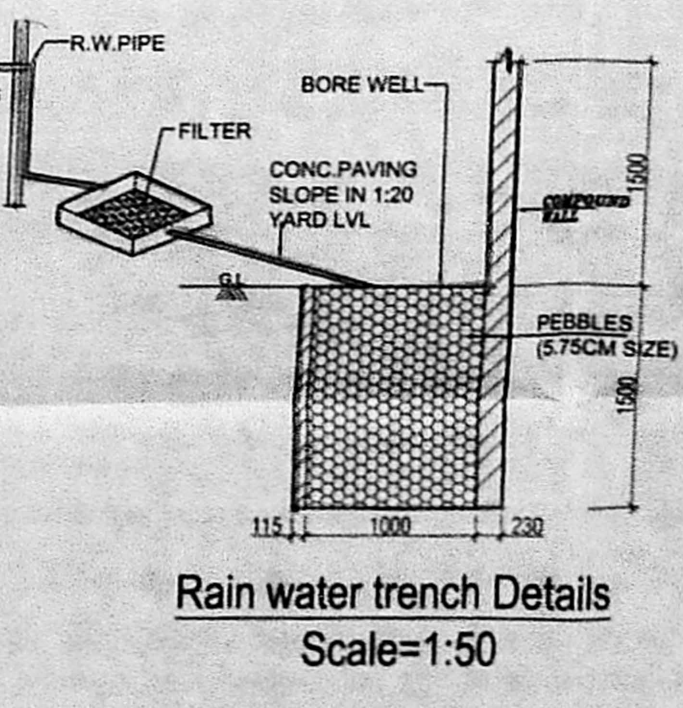 R.W.PIPE
BORE WELL
FILTER
CONC.PAVING
SLOPE IN 1:20
YARD LVL
1500
COMPOUND
WALL
G.L
PEBBLES
(5.75CM SIZE)
1500
115
1000
230
Rain water trench Details
Scale=1:50